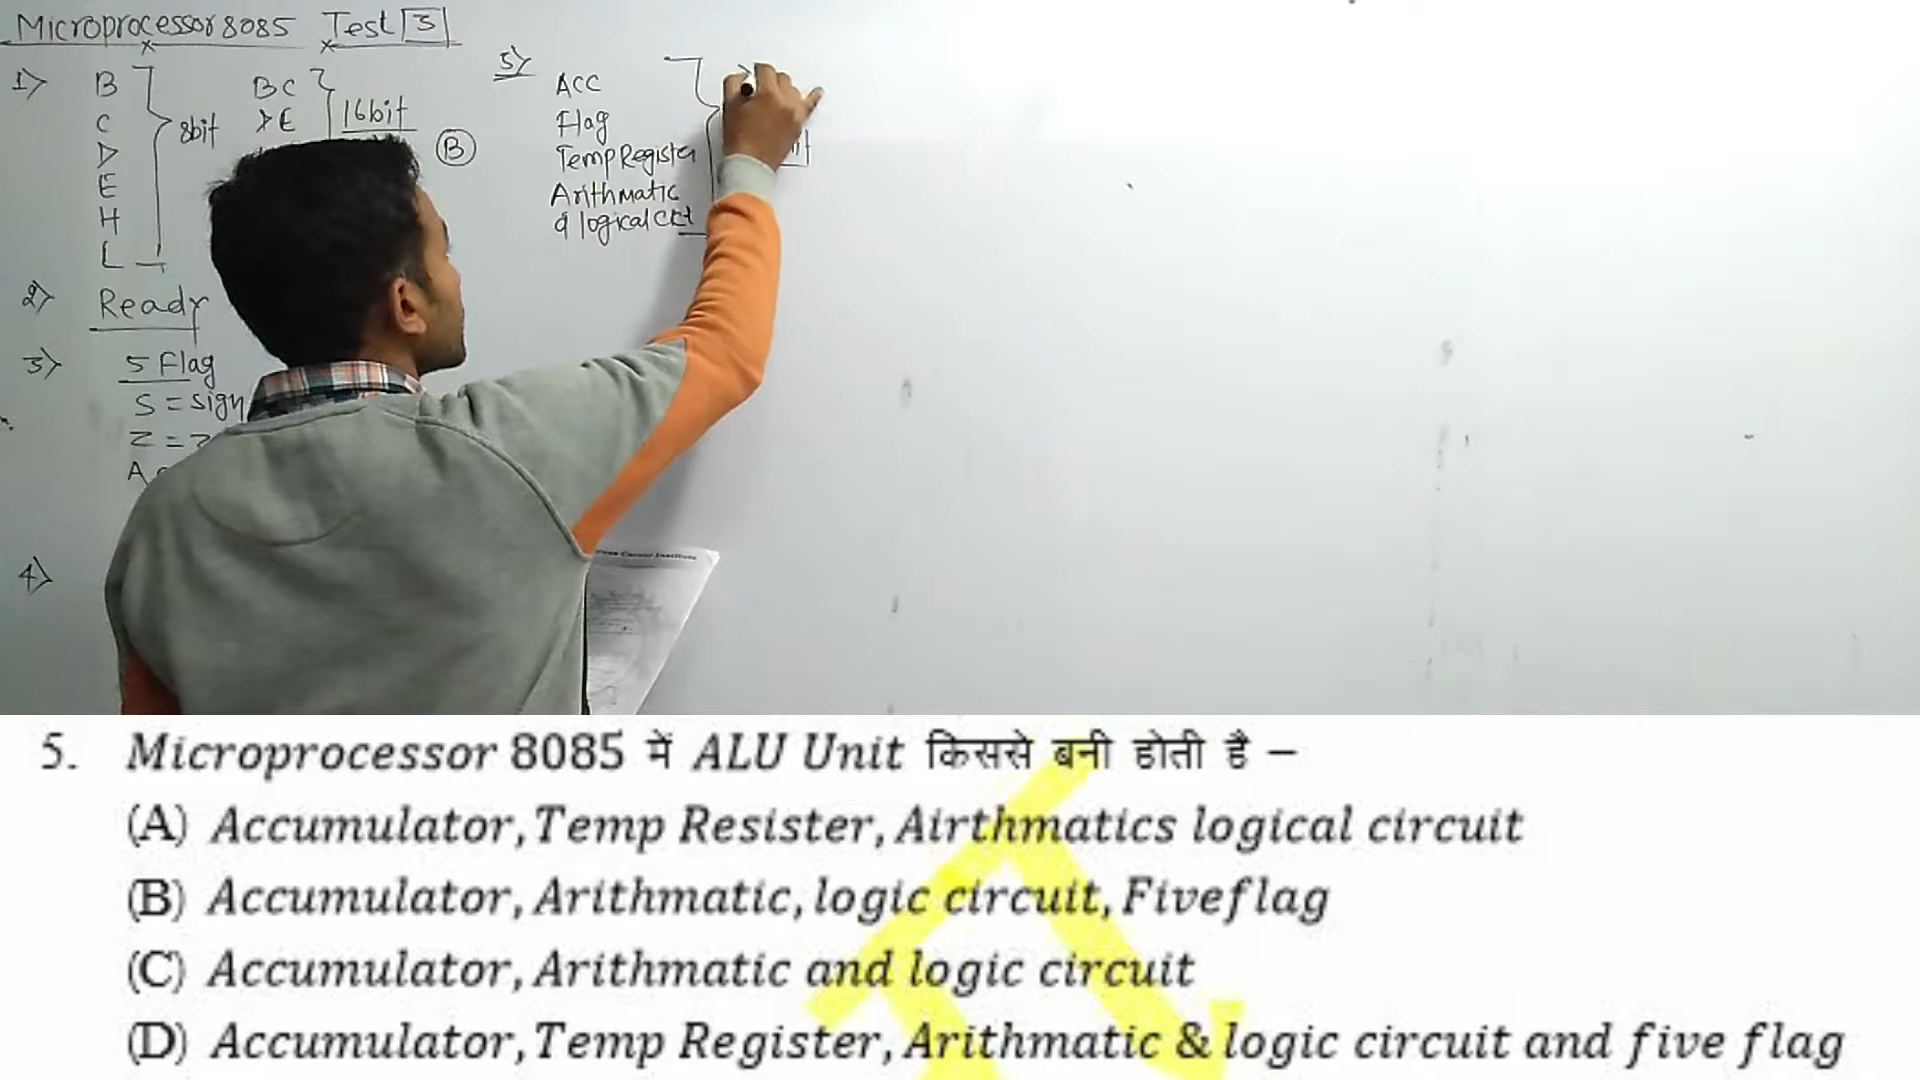 Microprocessor 8085 Test 3
1) B
C
D
E
H
L
8bit
BC
DE
16bit
B
2) Ready
3) 5 Flag
S = sign
Z =
A
4)
5) ACC
Flag
Temp Register
Arithmatic
& logical CKt
5. Microprocessor 8085 में ALU Unit किससे बनी होती है –
(A) Accumulator, Temp Resister, Airthmatics logical circuit
(B) Accumulator, Arithmatic, logic circuit, Fiveflag
(C) Accumulator, Arithmatic and logic circuit
(D) Accumulator, Temp Register, Arithmatic & logic circuit and five flag